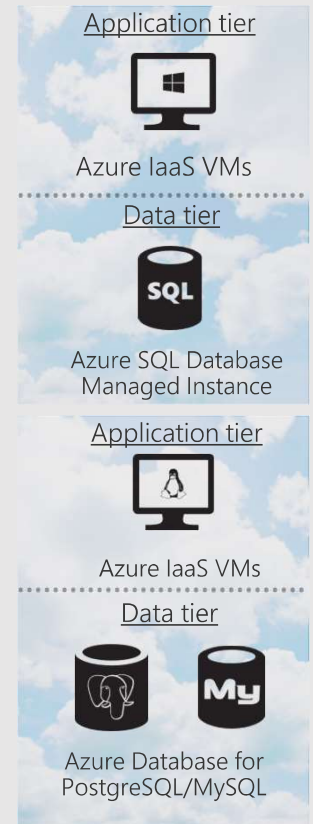 Application tier
Azure IaaS VMs
Data tier
SQL
Azure SQL Database
Managed Instance
Application tier
Azure IaaS VMs
Data tier
My
Azure Database for
PostgreSQL/MySQL